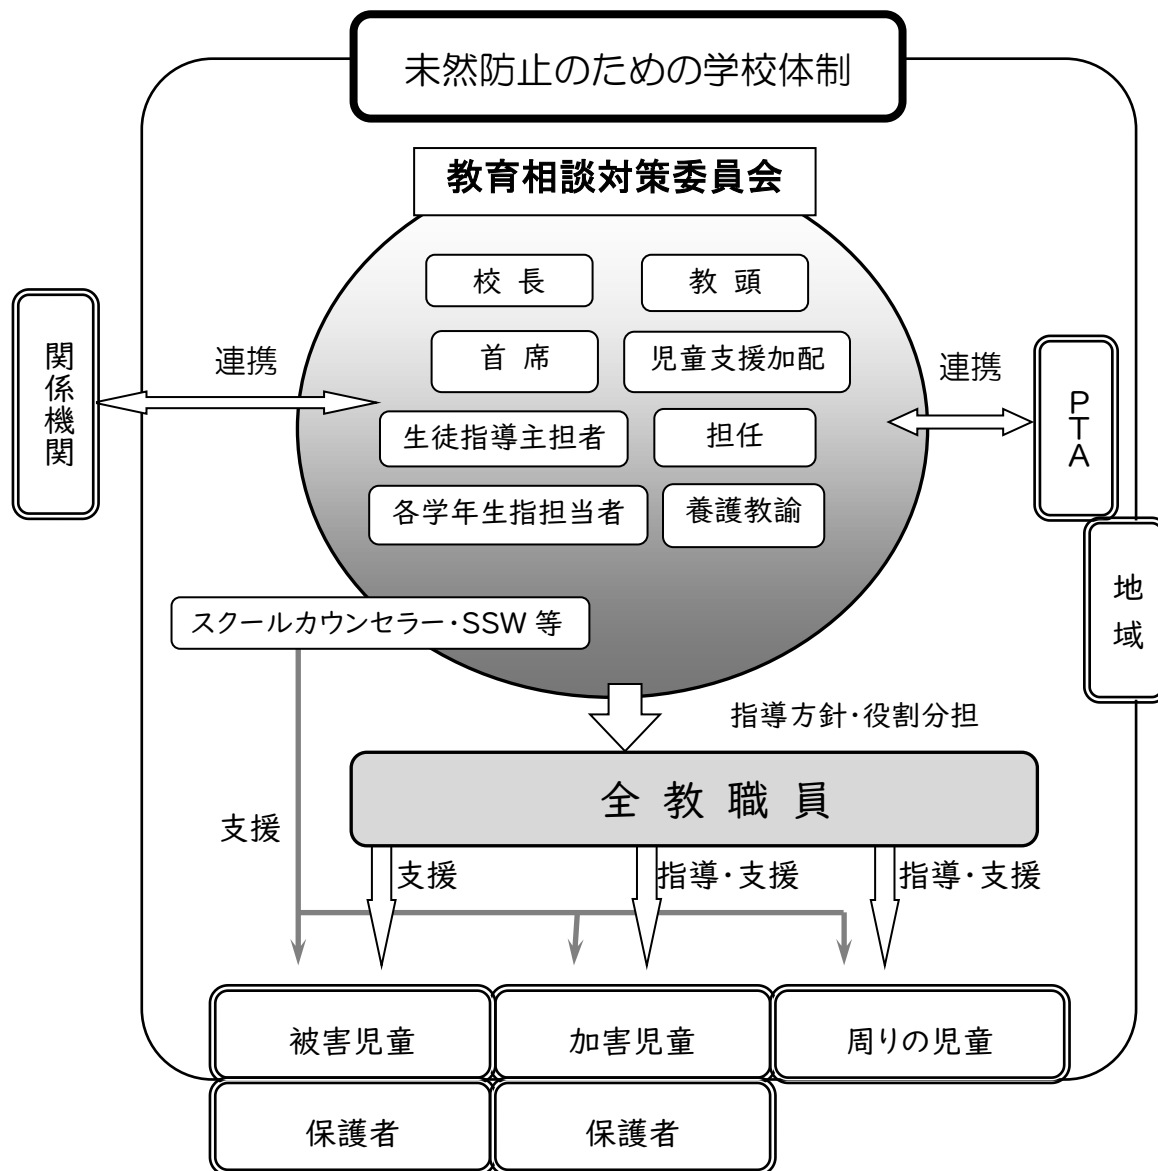 未然防止のための学校体制
教育相談対策委員会
校 長
教 頭
首 席
児童支援加配
生徒指導主担者
担任
各学年生指担当者
養護教諭
スクールカウンセラー・SSW 等
関係機関
連携
連携
PTA
地域
指導方針・役割分担
全 教 職 員
支援
支援
指導・支援
指導・支援
被害児童
加害児童
周りの児童
保護者
保護者